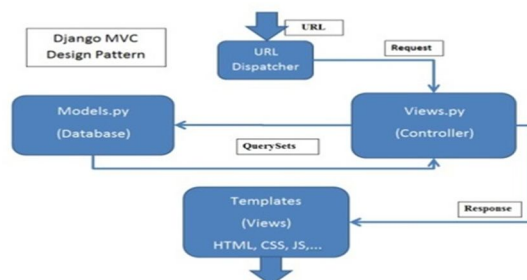 Django MVC
Design Pattern
URL
URL
Dispatcher
Request
Models.py
(Database)
Views.py
(Controller)
QuerySets
Templates
(Views)
HTML, CSS, JS,...
Response